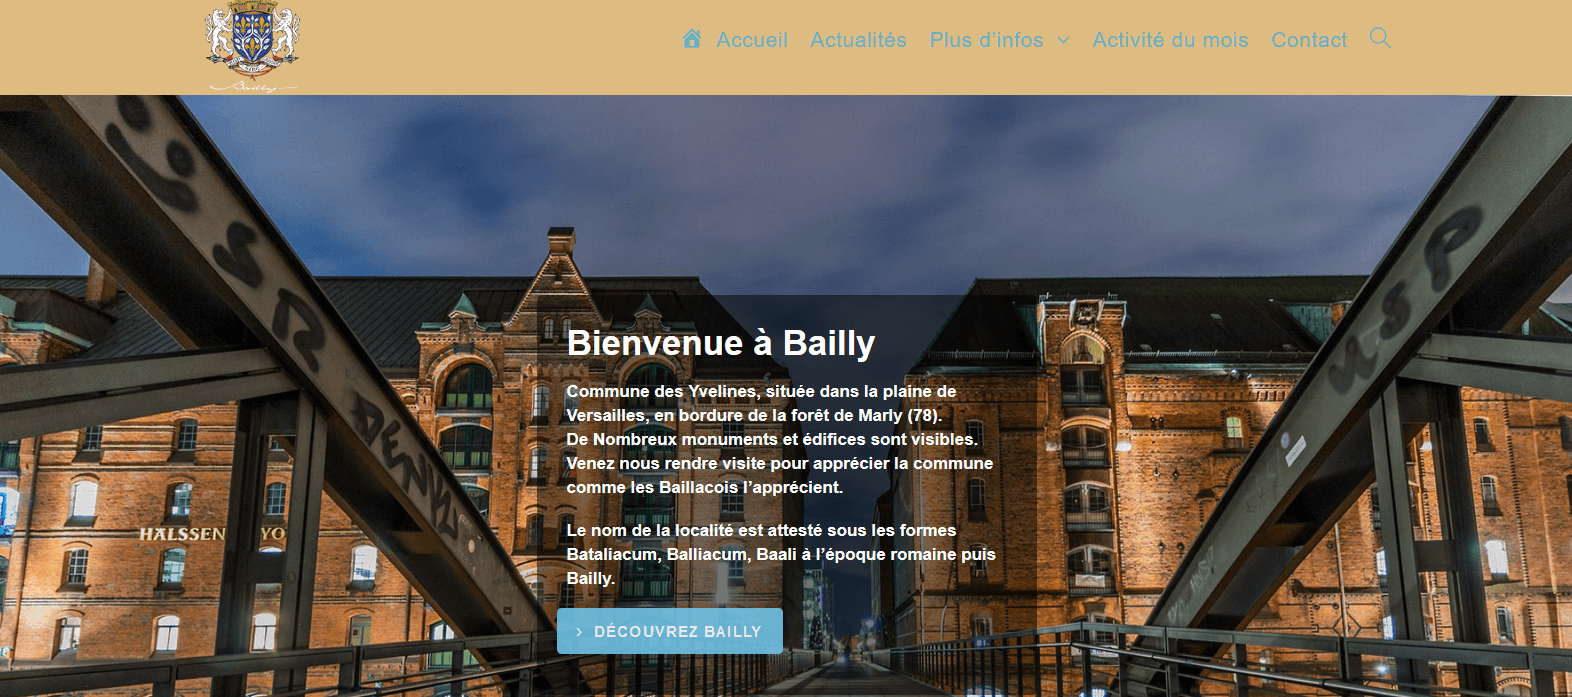 Bailly
Accueil Actualités Plus d'infos Activité du mois Contact
Bienvenue à Bailly
Commune des Yvelines, située dans la plaine de
Versailles, en bordure de la forêt de Marly (78).
De Nombreux monuments et édifices sont visibles.
Venez nous rendre visite pour apprécier la commune
comme les Baillacois l'apprécient.
Le nom de la localité est attesté sous les formes
Bataliacum, Balliacum, Baali à l'époque romaine puis
Bailly.
DÉCOUVREZ BAILLY
HÄLSSEN YO